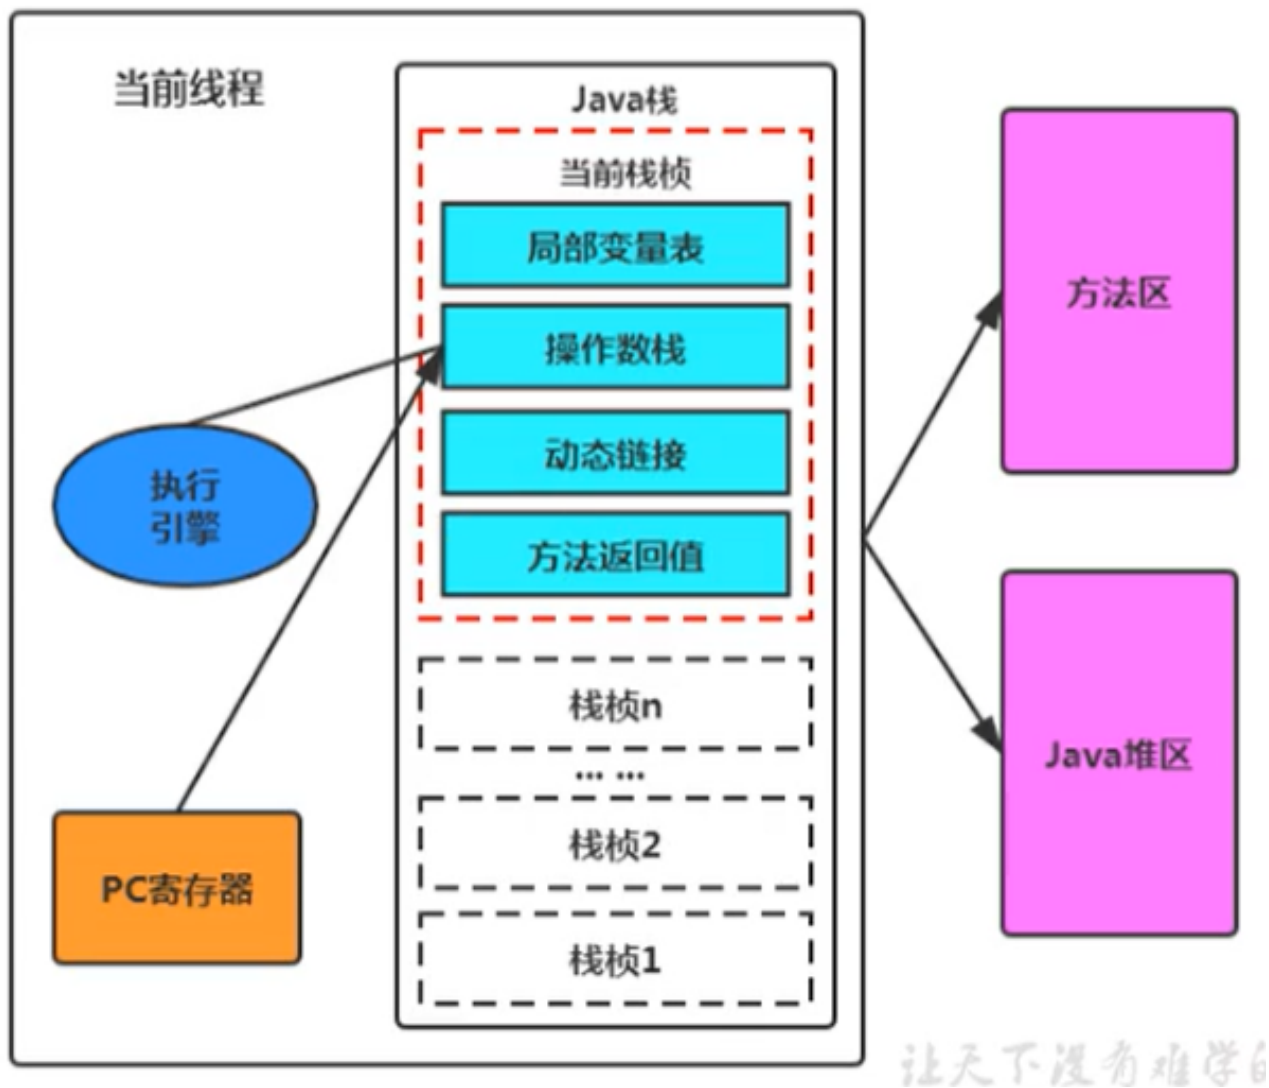 当前线程
Java栈
当前栈桢
局部变量表
操作数栈
动态链接
方法返回值
栈桢n
... ...
栈桢2
栈桢1
执行
引擎
PC寄存器
方法区
Java堆区
让天下没有难学的